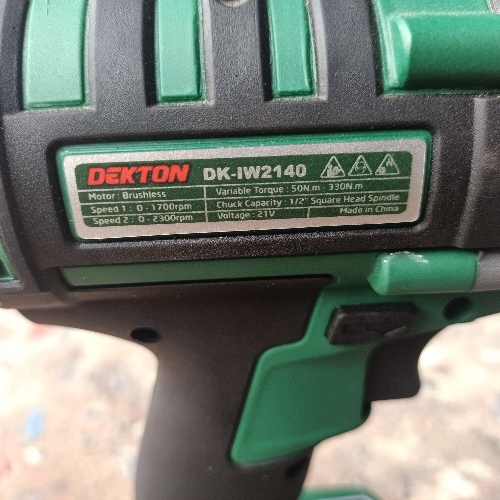 DEKTON DK-IW2140
Motor : Brushless
Speed 1 : 0 - 1700rpm
Speed 2 : 0 - 2300rpm
Variable Torque : 50N.m - 330N.m
Chuck Capacity : 1/2" Square Head Spindle
Voltage : 21V
Made in China